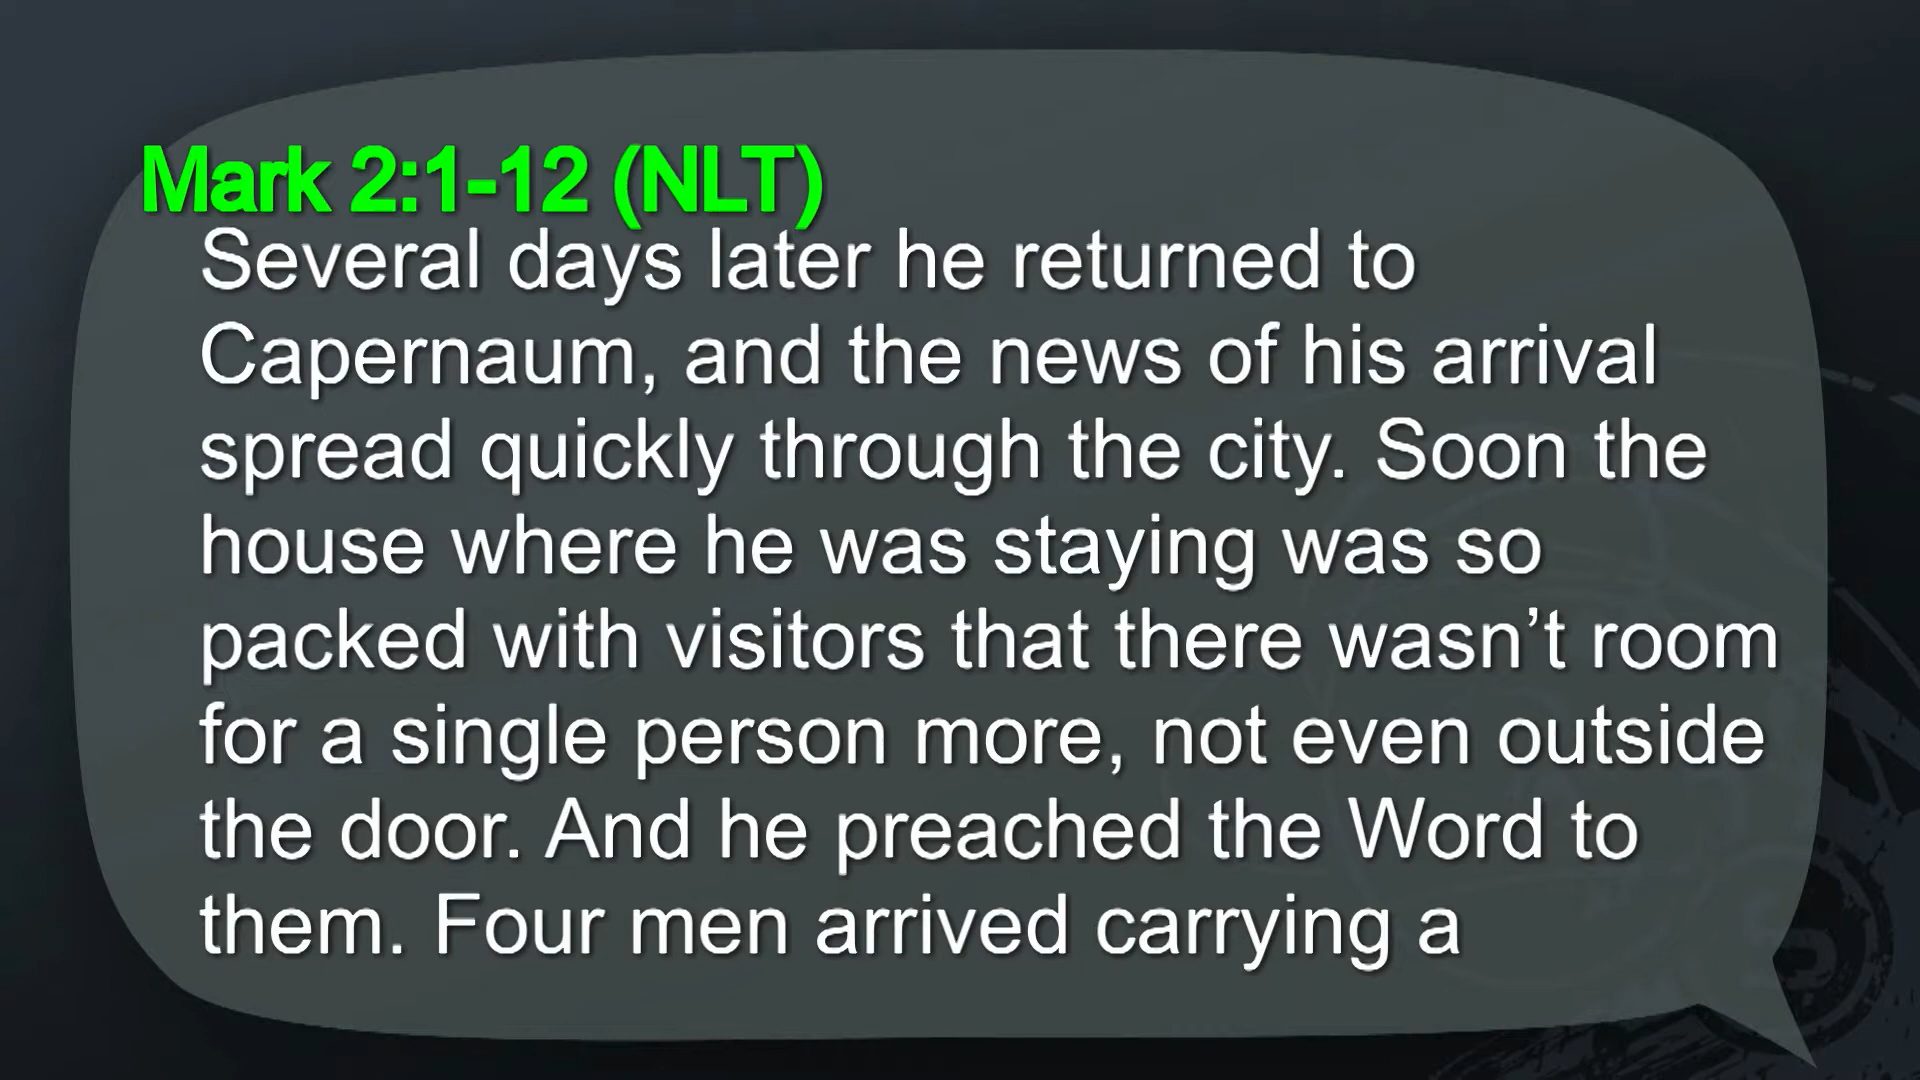 Mark 2:1-12 (NLT)
Several days later he returned to
Capernaum, and the news of his arrival
spread quickly through the city. Soon the
house where he was staying was so
packed with visitors that there wasn’t room
for a single person more, not even outside
the door. And he preached the Word to
them. Four men arrived carrying a